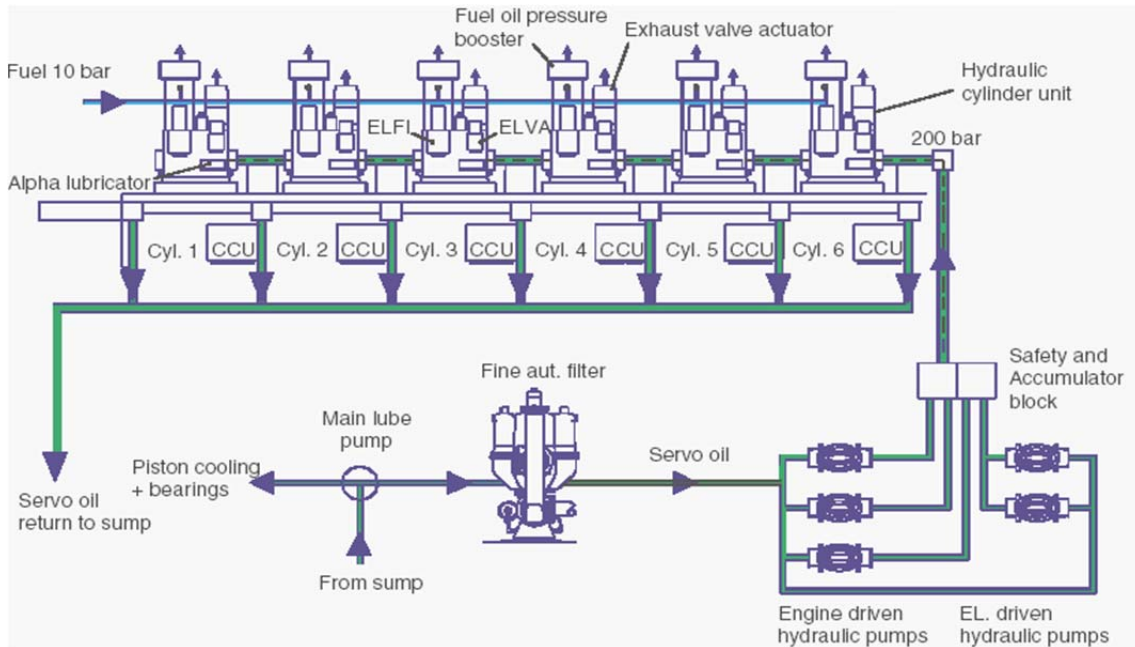 Fuel oil pressure
booster
Exhaust valve actuator
Fuel 10 bar
Hydraulic
cylinder unit
ELFI
ELVA
200 bar
Alpha lubricator
Cyl. 1
CCU
Cyl. 2
CCU
Cyl. 3
CCU
Cyl. 4
CCU
Cyl. 5
CCU
Cyl. 6
CCU
Safety and
Accumulator
block
Fine aut. filter
Main lube
pump
Piston cooling
+ bearings
Servo oil
Servo oil
return to sump
From sump
Engine driven
hydraulic pumps
EL. driven
hydraulic pumps